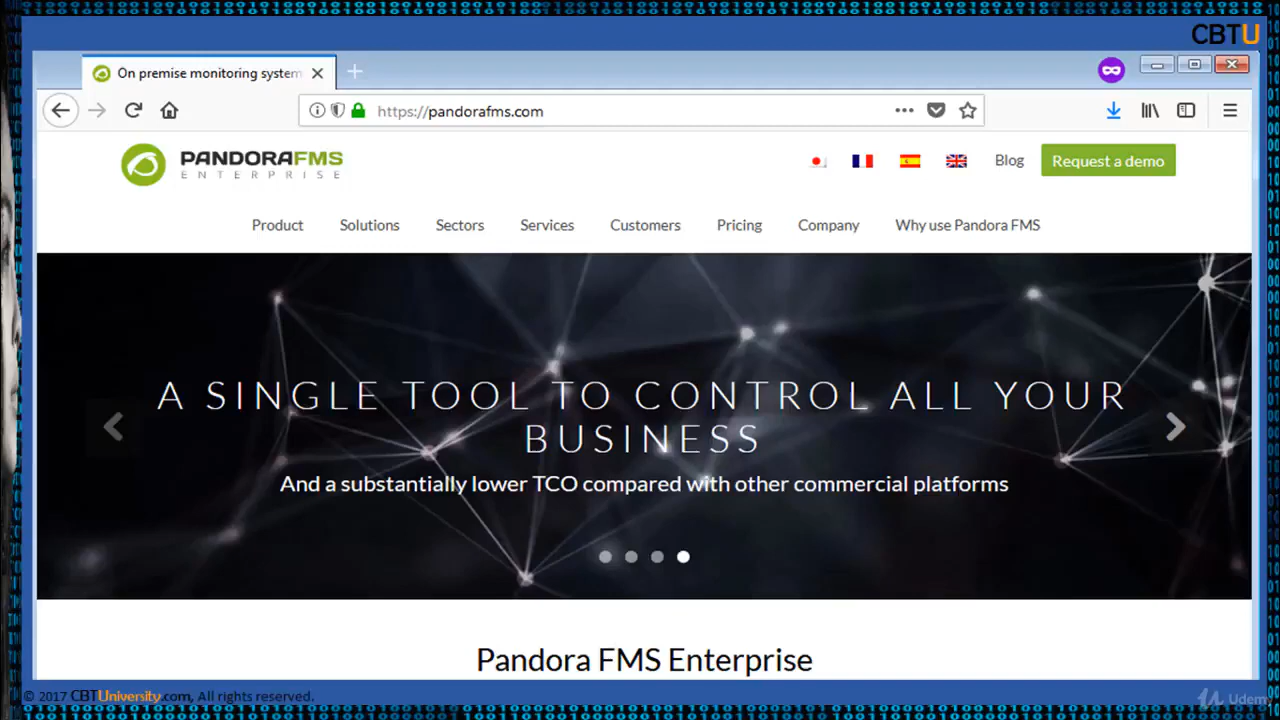 CBTU
On premise monitoring system
https://pandorafms.com
PANDORAFMS
ENTERPRISE
Blog
Request a demo
Product
Solutions
Sectors
Services
Customers
Pricing
Company
Why use Pandora FMS
A SINGLE TOOL TO CONTROL ALL YOUR
BUSINESS
And a substantially lower TCO compared with other commercial platforms
Pandora FMS Enterprise
© 2017 CBTUniversity.com, All rights reserved.
Udemy